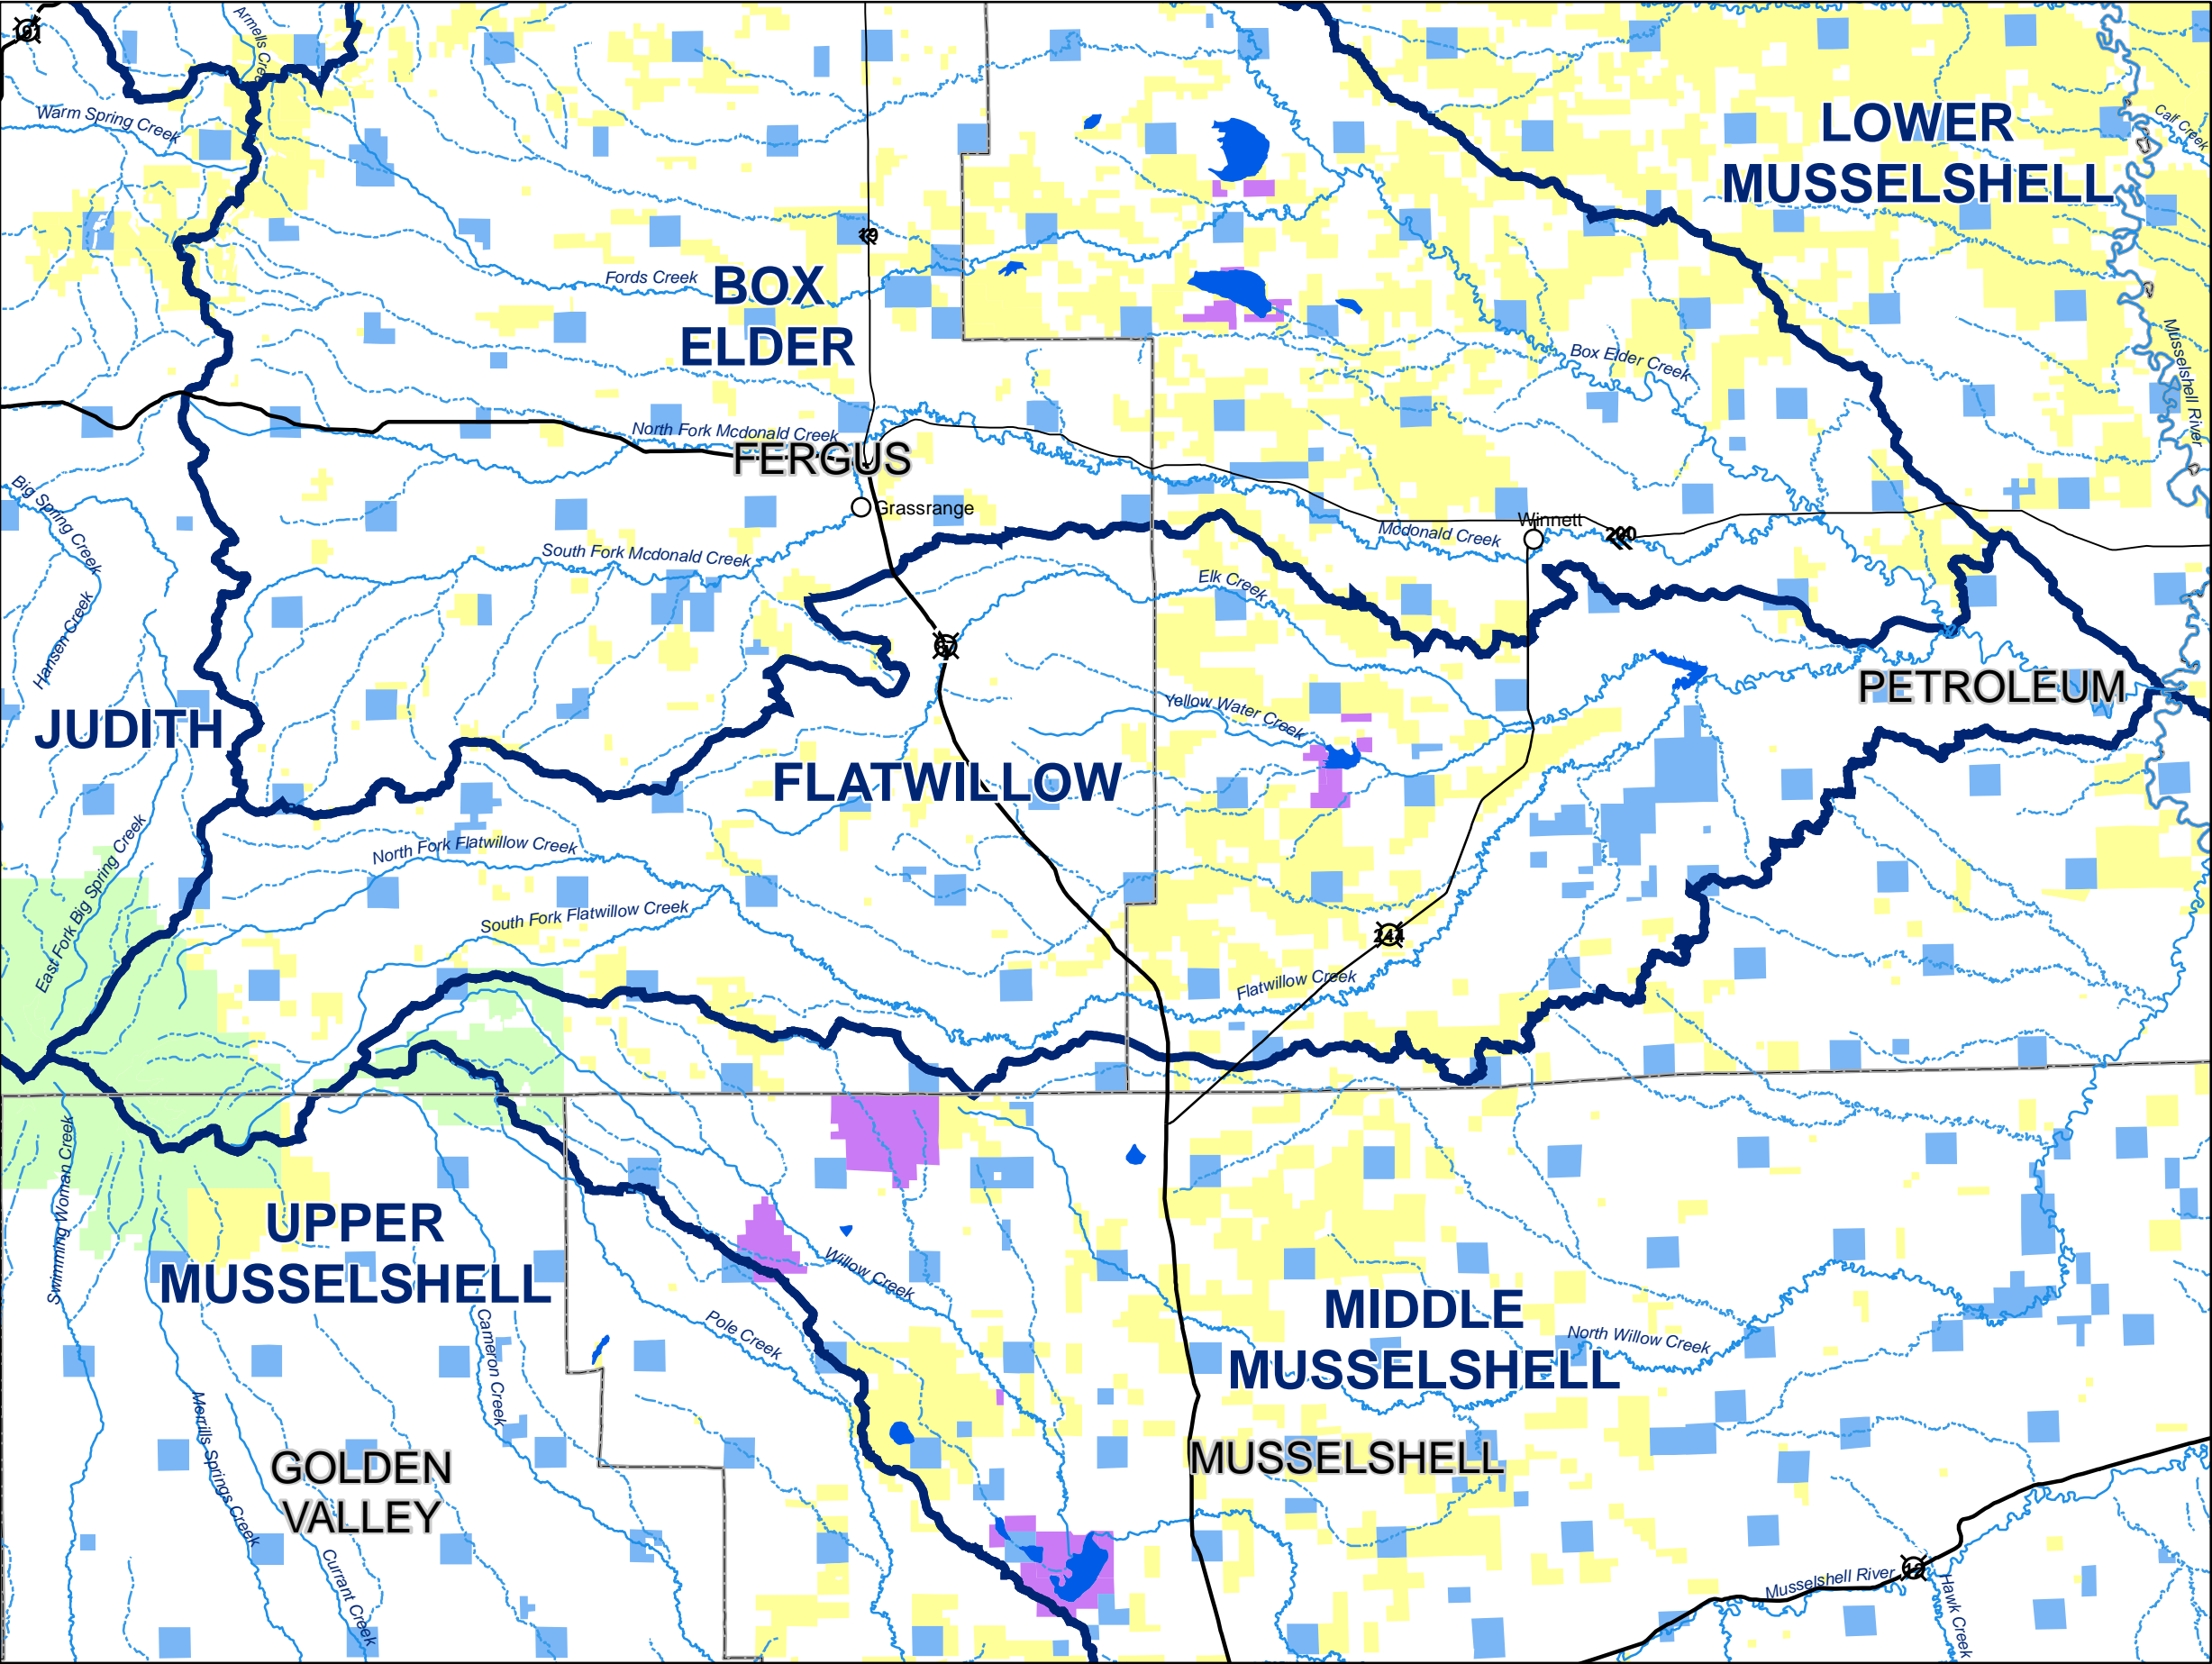 191
Armells Creek
Warm Spring Creek
LOWER
MUSSELSHELL
Calf Creek
19
Fords Creek
BOX
ELDER
Box Elder Creek
Musselshell River
North Fork Mcdonald Creek
FERGUS
Big Spring Creek
Grassrange
Winnett
200
Mcdonald Creek
South Fork Mcdonald Creek
Elk Creek
Hansen Creek
87
PETROLEUM
JUDITH
Yellow Water Creek
FLATWILLOW
North Fork Flatwillow Creek
East Fork Big Spring Creek
South Fork Flatwillow Creek
244
Flatwillow Creek
Swimming Woman Creek
UPPER
MUSSELSHELL
Willow Creek
Pole Creek
Cameron Creek
MIDDLE
MUSSELSHELL
North Willow Creek
Merrills Springs Creek
GOLDEN
VALLEY
MUSSELSHELL
Currant Creek
Musselshell River
12
Hawk Creek